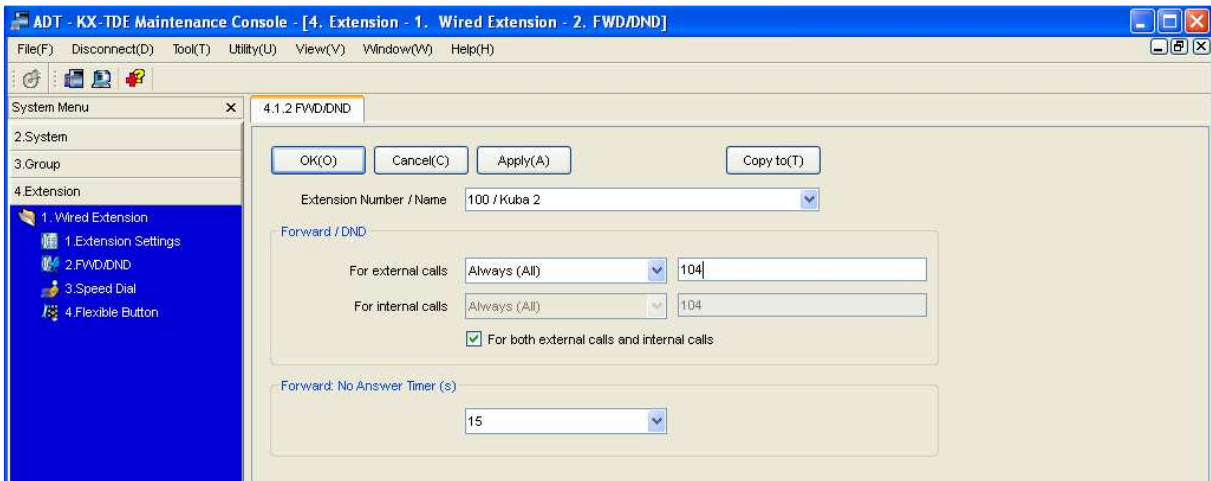 ADT - KX-TDE Maintenance Console - [4. Extension - 1. Wired Extension - 2. FWD/DND]
File(F) Disconnect(D) Tool(T) Utility(U) View(V) Window(W) Help(H)
System Menu x
4.1.2 FWD/DND
2.System
3.Group
4.Extension
1. Wired Extension
1.Extension Settings
2.FWD/DND
3.Speed Dial
4.Flexible Button
OK(O) Cancel(C) Apply(A) Copy to(T)
Extension Number / Name 100 / Kuba 2
Forward / DND
For external calls Always (All) 104
For internal calls Always (All) 104
For both external calls and internal calls
Forward: No Answer Timer (s)
15